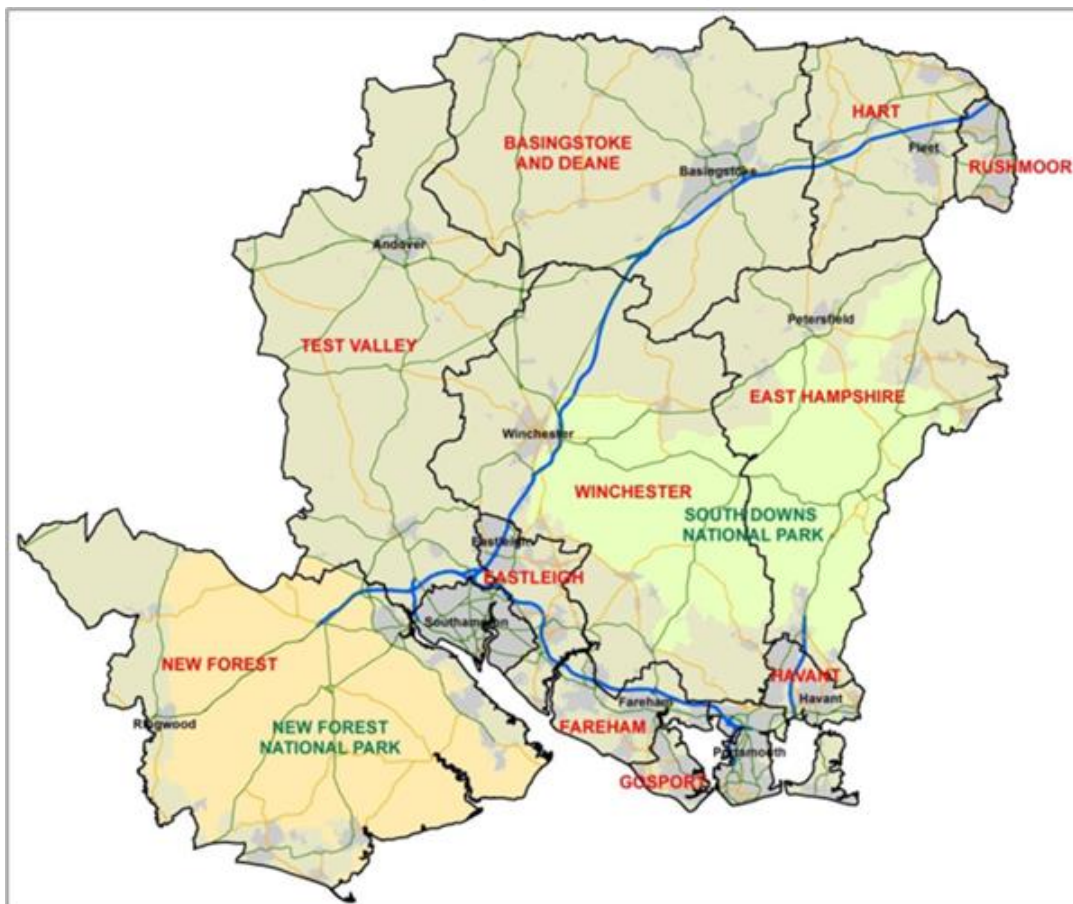 HART
BASINGSTOKE
AND DEANE
Fleet
RUSHMOOR
Basingstoke
Andover
Petersfield
TEST VALLEY
EAST HAMPSHIRE
Winchester
WINCHESTER
SOUTH DOWNS
NATIONAL PARK
Eastleigh
EASTLEIGH
Southampton
NEW FOREST
HAVANT
Havant
Fareham
Ringwood
NEW FOREST
NATIONAL PARK
FAREHAM
Portsmouth
GOSPORT